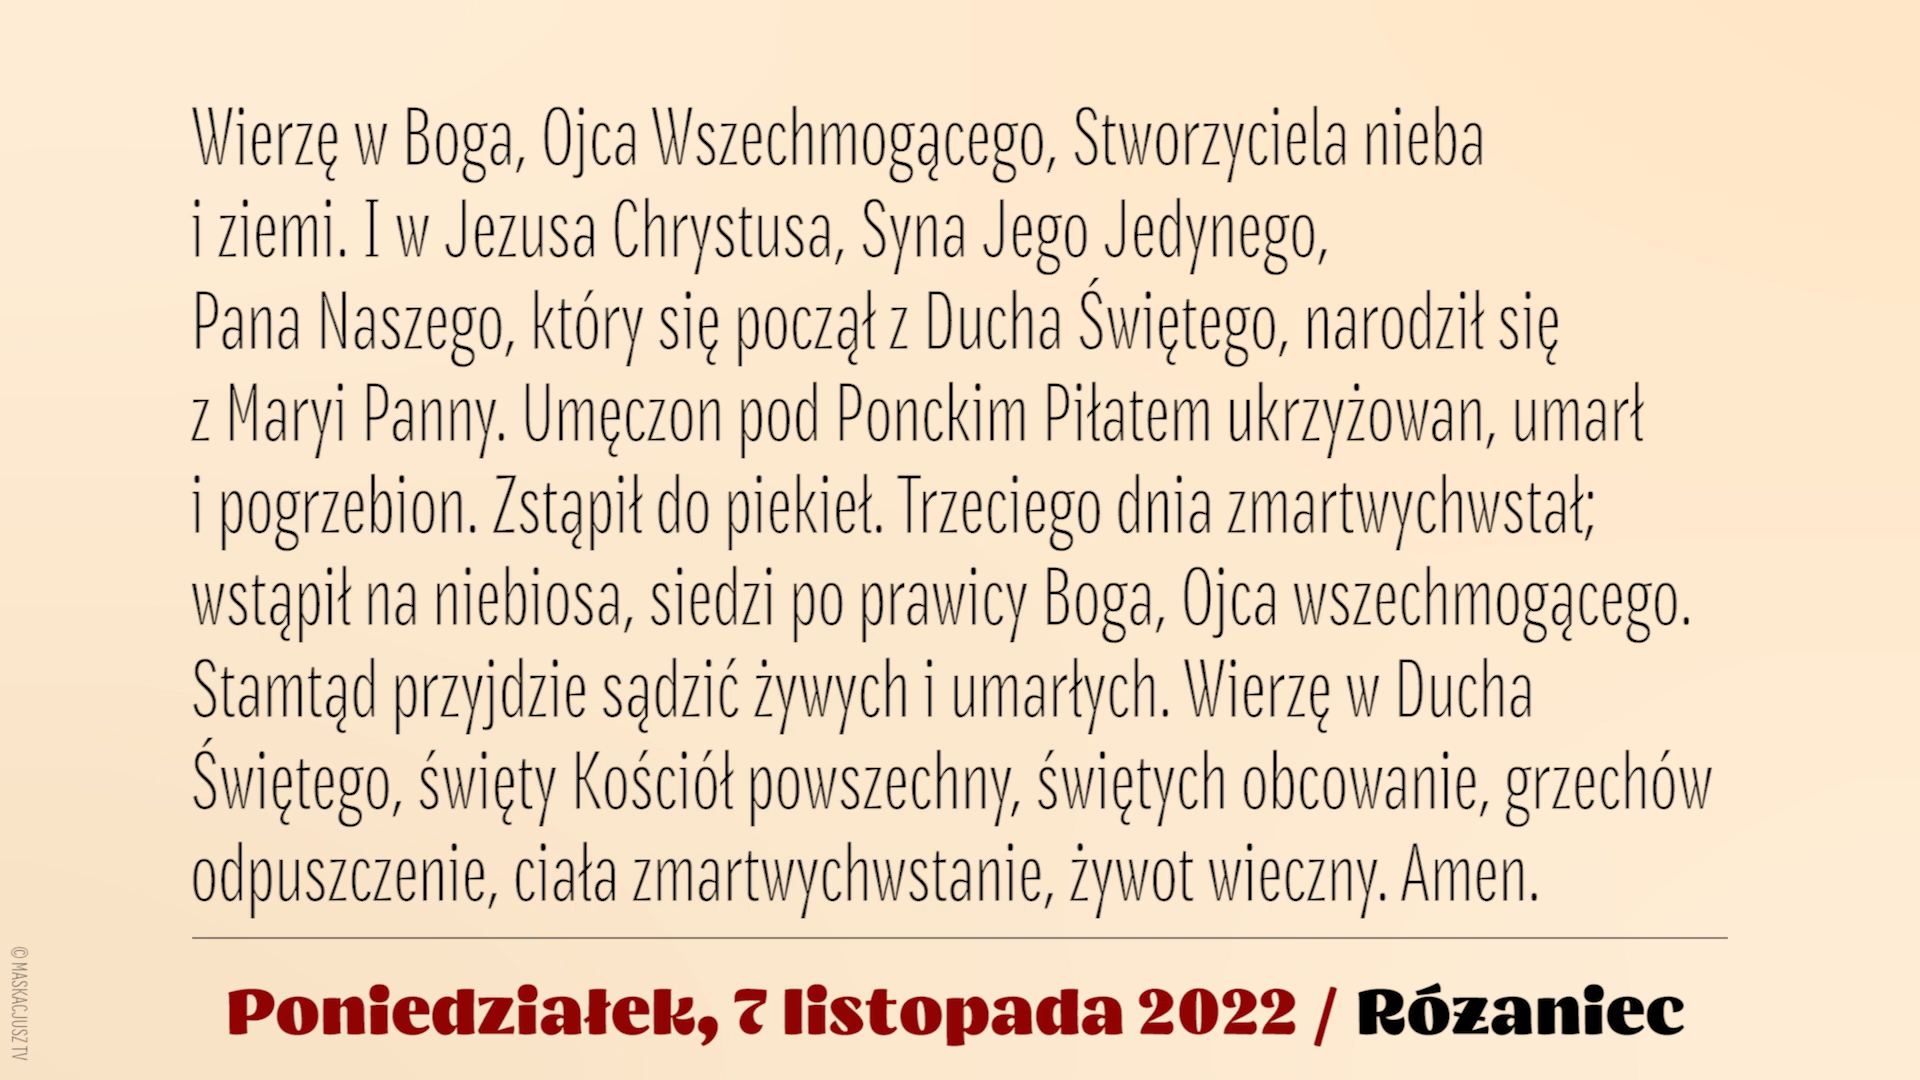 Wierzę w Boga, Ojca Wszechmogącego, Stworzyciela nieba
i ziemi. I w Jezusa Chrystusa, Syna Jego Jedynego,
Pana Naszego, który się począł z Ducha Świętego, narodził się
z Maryi Panny. Umęczon pod Ponckim Piłatem ukrzyżowan, umarł
i pogrzebion. Zstąpił do piekieł. Trzeciego dnia zmartwychwstał;
wstąpił na niebiosa, siedzi po prawicy Boga, Ojca wszechmogącego.
Stamtąd przyjdzie sądzić żywych i umarłych. Wierzę w Ducha
Świętego, święty Kościół powszechny, świętych obcowanie, grzechów
odpuszczenie, ciała zmartwychwstanie, żywot wieczny. Amen.
Poniedziałek, 7 listopada 2022 / Różaniec
© MASKACJUSZ TV